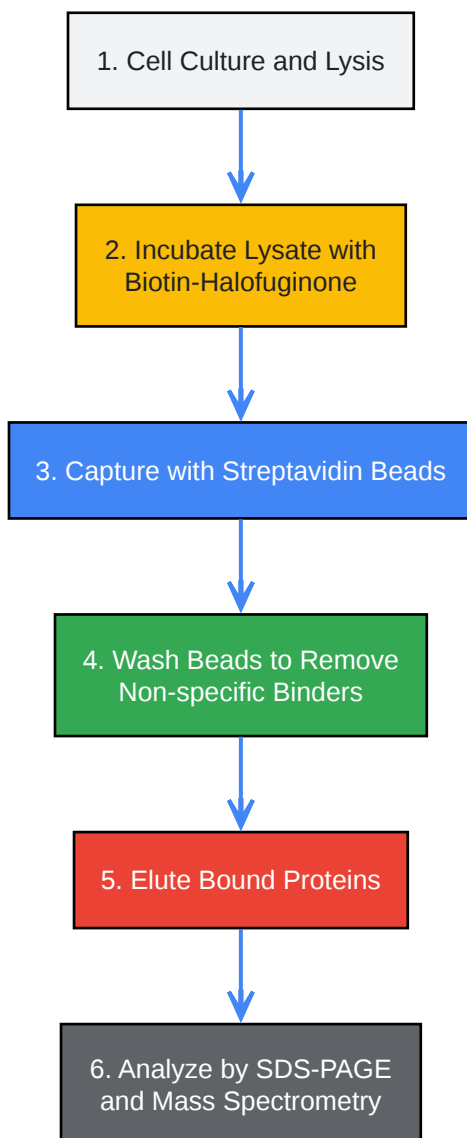 1. Cell Culture and Lysis
2. Incubate Lysate with
Biotin-Halofuginone
3. Capture with Streptavidin Beads
4. Wash Beads to Remove
Non-specific Binders
5. Elute Bound Proteins
6. Analyze by SDS-PAGE
and Mass Spectrometry